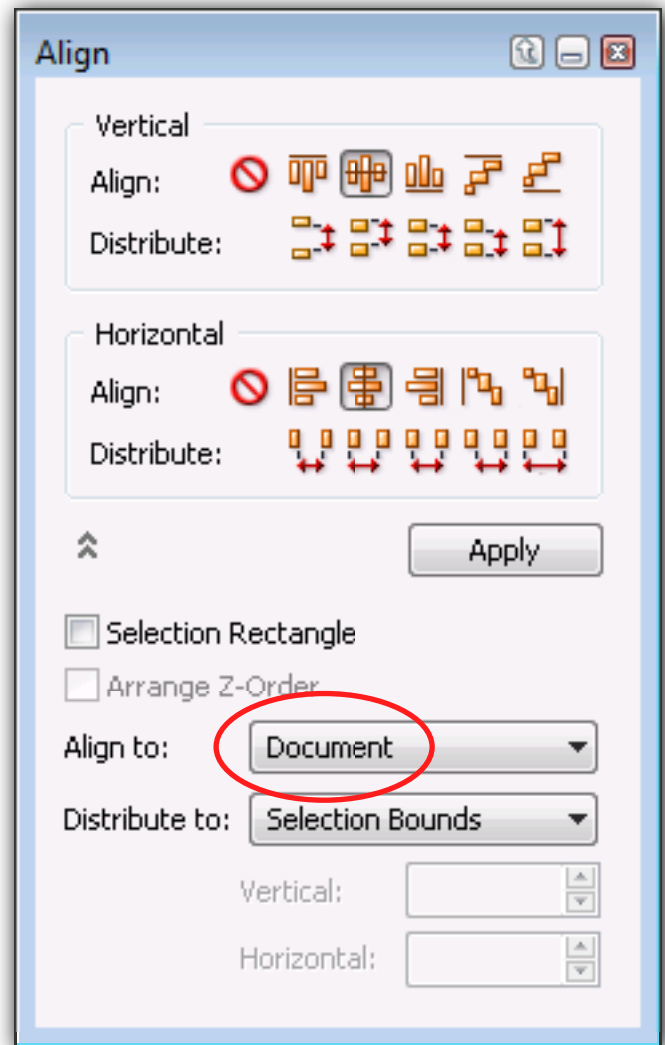 Align
Vertical
Align:
Distribute:
Horizontal
Align:
Distribute:
Apply
Selection Rectangle
Arrange Z-Order
Align to: Document
Distribute to: Selection Bounds
Vertical:
Horizontal: